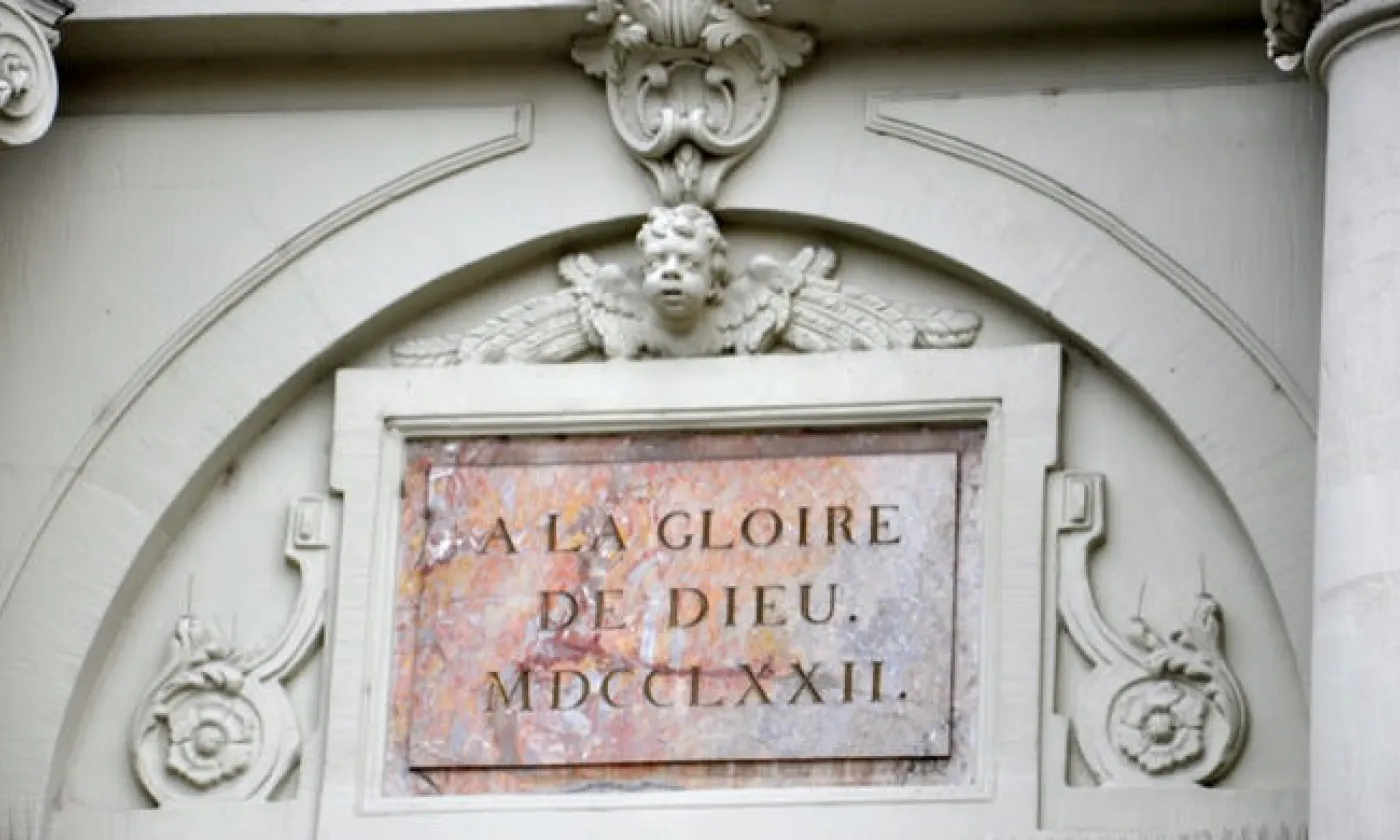 A LA GLOIRE
DE DIEU.
MDCCLXXII.